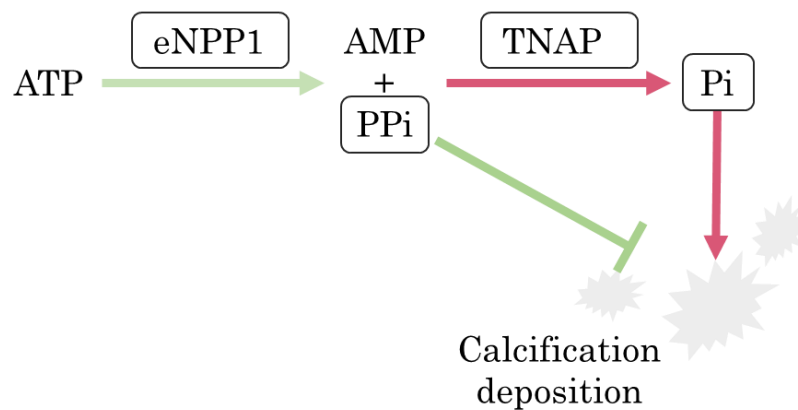 eNPP1
AMP
TNAP
ATP
+
Pi
PPi
Calcification
deposition